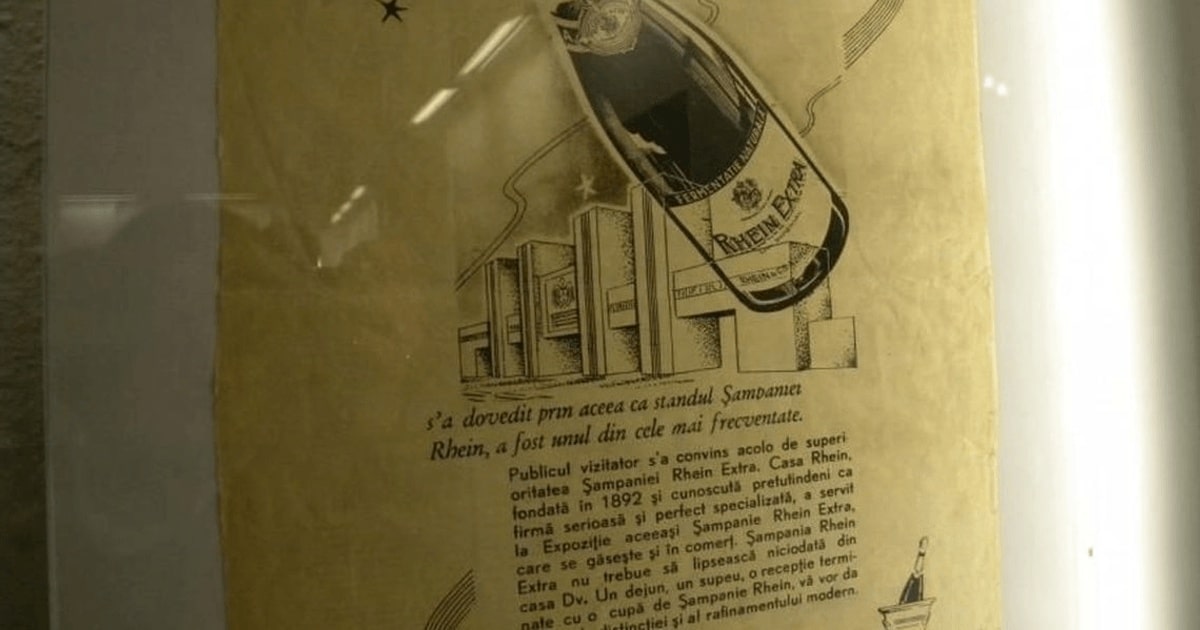 FERMENTATIE NATURALA
RHEIN EXTRA
RHEIN &
s'a dovedit prin aceea ca standul Şampaniei
Rhein, a fost unul din cele mai frecventate.
Publicul vizitator s'a convins acolo de superi-
oritatea Şampaniei Rhein Extra. Casa Rhein,
fondată în 1892 şi cunoscută pretutindeni ca
firmă serioasă şi perfect specializată, a servit
la Expoziţie aceeaşi Şampanie Rhein Extra,
care se găseşte şi în comerţ. Şampania Rhein
Extra nu trebue să lipsească niciodată din
casa Dv. Un dejun, un supeu, o recepţie termi-
nate cu o cupă de Şampanie Rhein, vă vor da
distincţiei şi al rafinamentului modern.